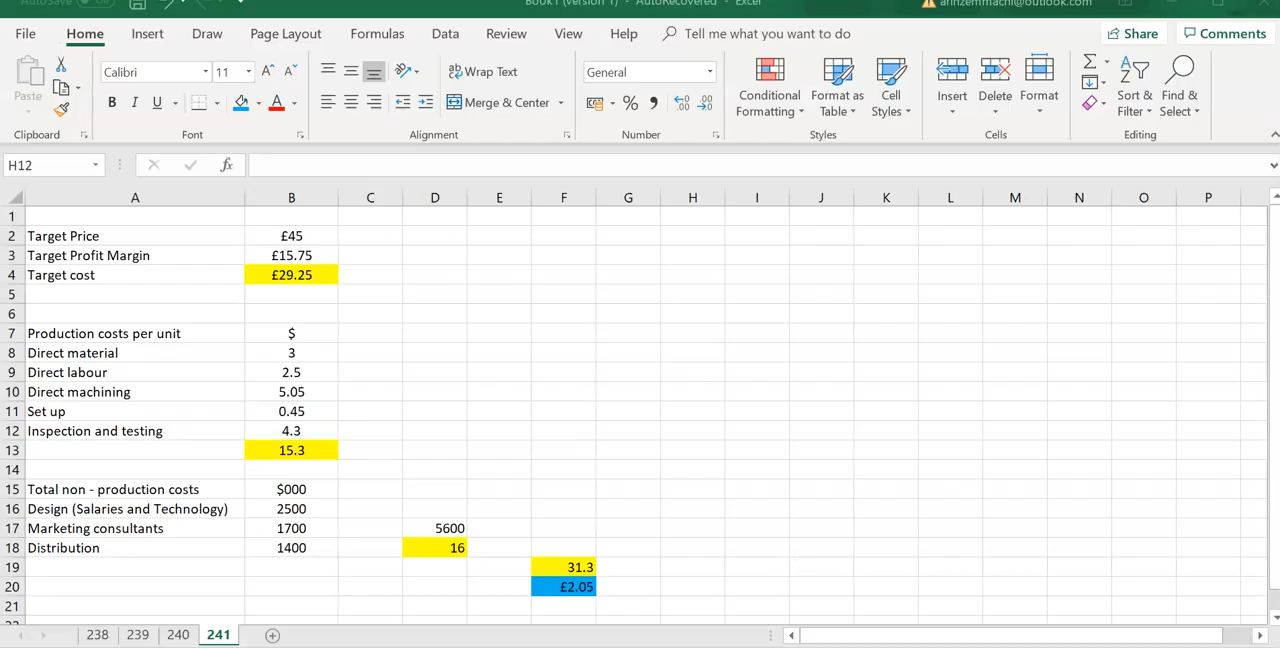 Book1 (version 1) - AutoRecovered - Excel
File Home Insert Draw Page Layout Formulas Data Review View Help Tell me what you want to do Share Comments
Calibri 11 Wrap Text General
Paste Conditional Format as Cell Insert Delete Format Sort & Find &
B I U A Merge & Center % Formatting Table Styles Filter Select
Clipboard Font Alignment Number Styles Cells Editing
H12 fx
A B C D E F G H I J K L M N O P
1
2 Target Price £45
3 Target Profit Margin £15.75
4 Target cost £29.25
5
6
7 Production costs per unit $
8 Direct material 3
9 Direct labour 2.5
10 Direct machining 5.05
11 Set up 0.45
12 Inspection and testing 4.3
13 15.3
14
15 Total non - production costs $000
16 Design (Salaries and Technology) 2500
17 Marketing consultants 1700 5600
18 Distribution 1400 16
19 31.3
20 £2.05
21
238 239 240 241